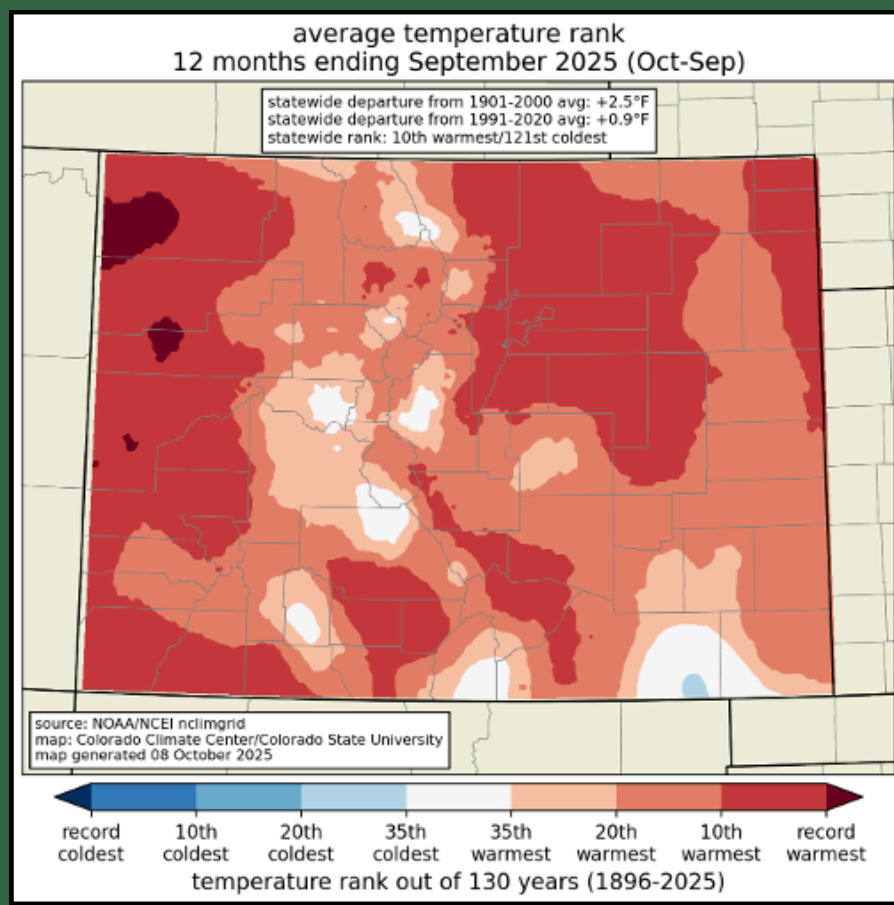 average temperature rank
12 months ending September 2025 (Oct-Sep)
statewide departure from 1901-2000 avg: +2.5°F
statewide departure from 1991-2020 avg: +0.9°F
statewide rank: 10th warmest/121st coldest
source: NOAA/NCEI nclimgrid
map: Colorado Climate Center/Colorado State University
map generated 08 October 2025
record 10th 20th 35th 35th 20th 10th record
coldest coldest coldest coldest warmest warmest warmest warmest
temperature rank out of 130 years (1896-2025)